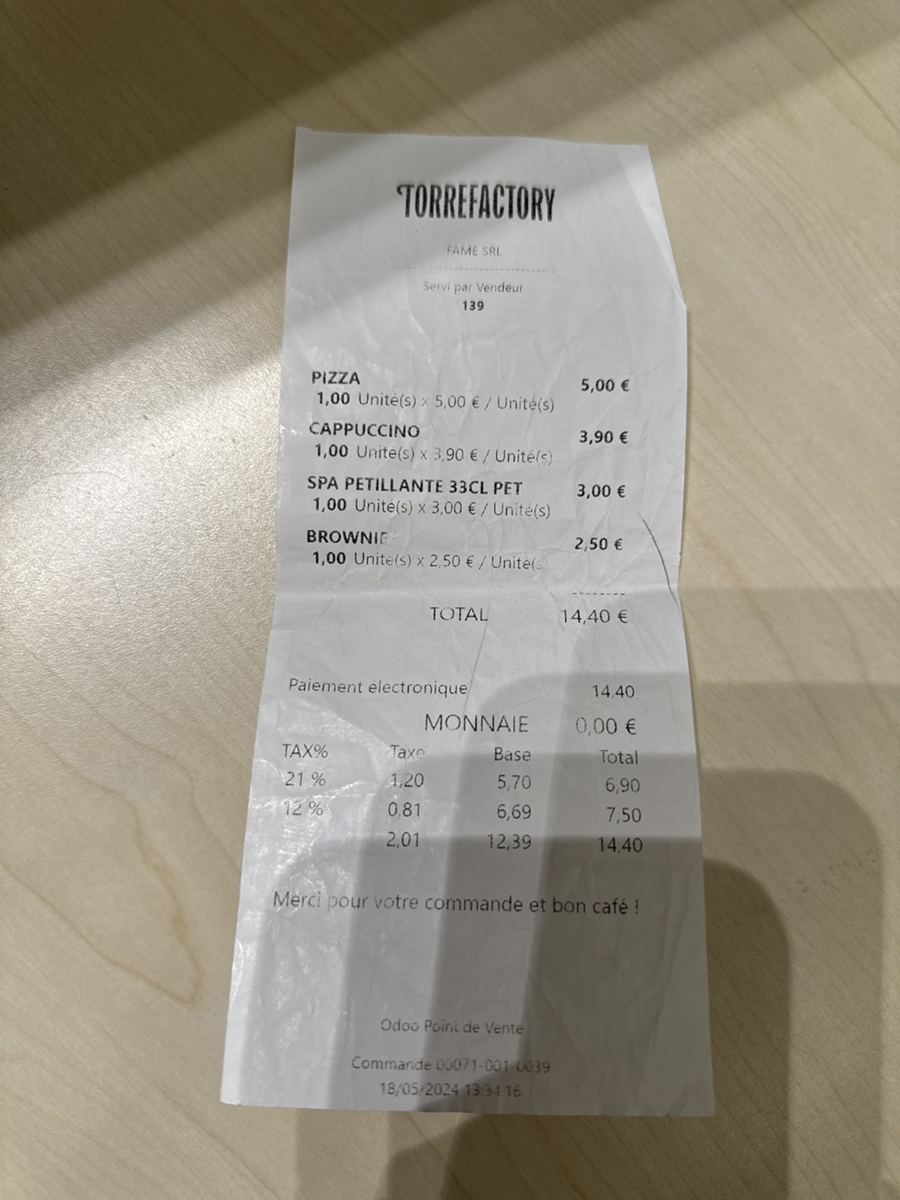 TORREFACTORY
FAME SRL
Servi par Vendeur
139
PIZZA 5,00 €
1,00 Unité(s) x 5,00 € / Unité(s)
CAPPUCCINO 3,90 €
1,00 Unite(s) x 3,90 € / Unité(s)
SPA PETILLANTE 33CL PET 3,00 €
1,00 Unité(s) x 3,00 € / Unité(s)
BROWNIE 2,50 €
1,00 Unité(s) x 2,50 € / Unité(s
TOTAL 14,40 €
Paiement électronique 14,40
MONNAIE 0,00 €
TAX% Taxe Base Total
21 % 1,20 5,70 6,90
12 % 0,81 6,69 7,50
2,01 12,39 14,40
Merci pour votre commande et bon café !
Odoo Point de Vente
Commande 00071-001-0039
18/05/2024 13:34:16